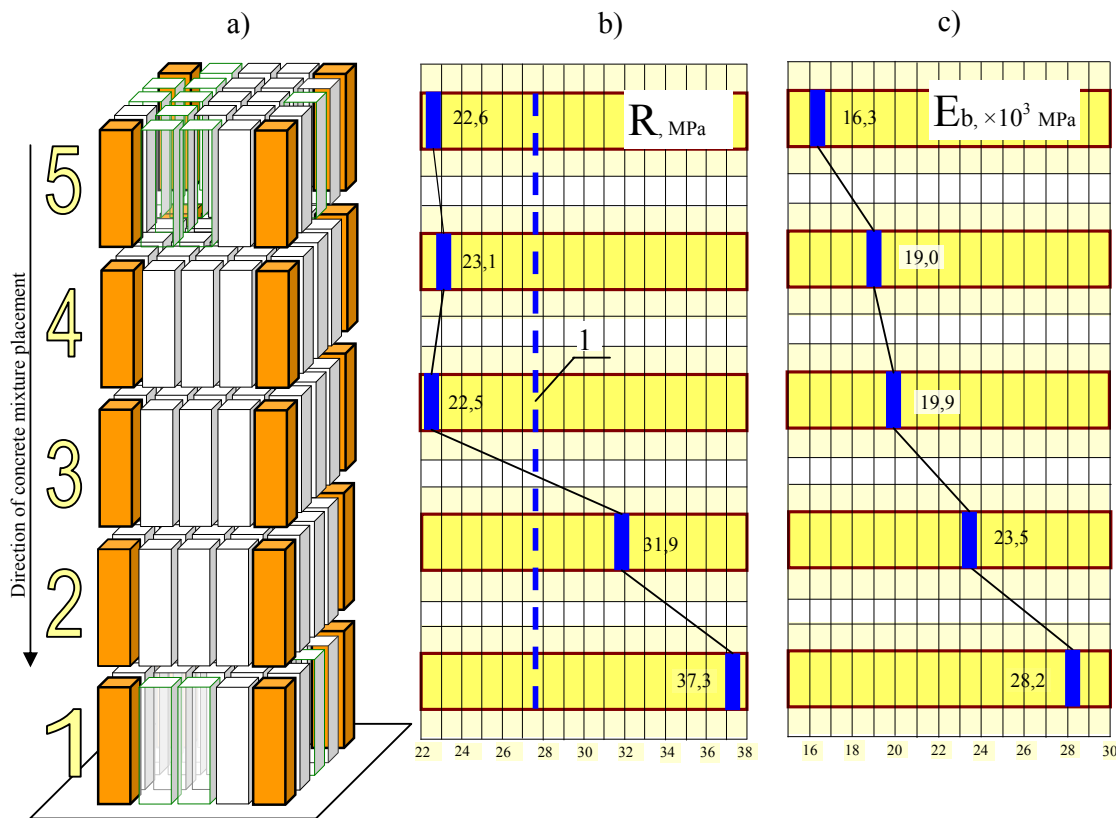 a)
b)
c)
Direction of concrete mixture placement
5
4
3
2
1
R, MPa
22,6
23,1
1
22,5
31,9
37,3
22 24 26 28 30 32 34 36 38
Eb, ×10³ MPa
16,3
19,0
19,9
23,5
28,2
16 18 20 22 24 26 28 30